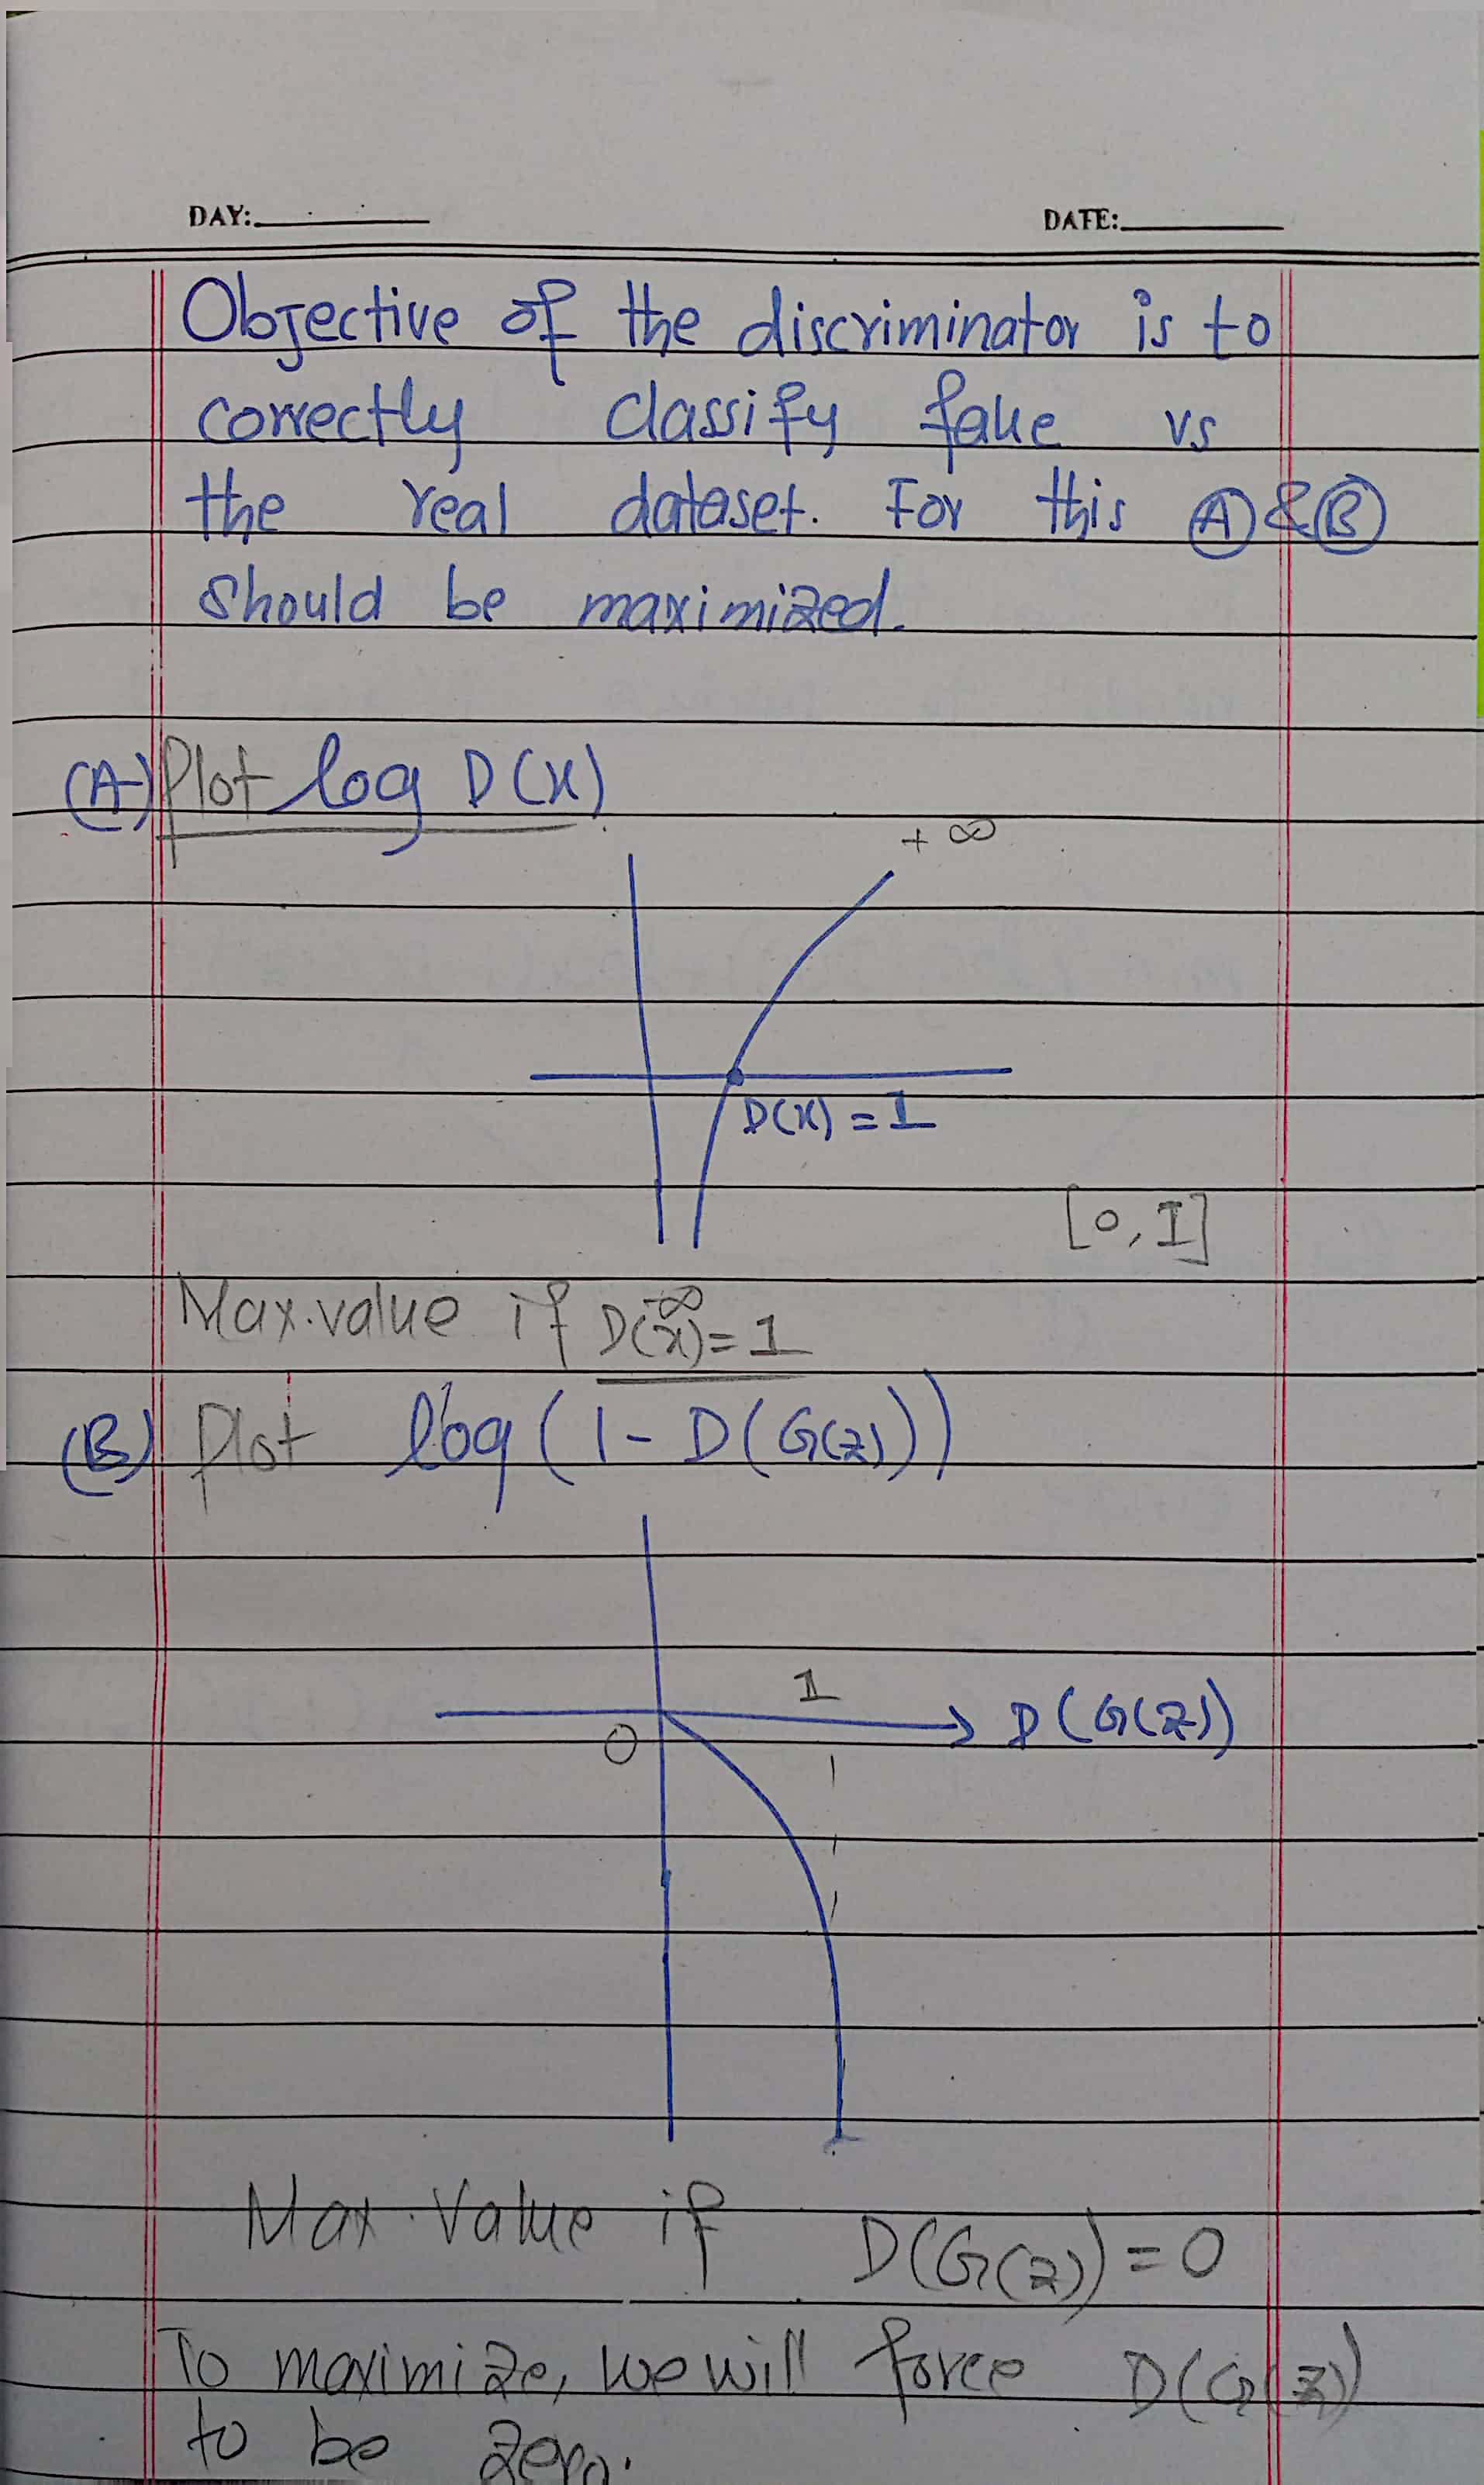 DAY: DATE:
Objective of the discriminator is to
correctly classify fake vs
the real dataset. For this Ⓐ & Ⓑ
should be maximized.
(A) Plot log D(x)
+ ∞
D(x) = 1
[0, 1]
-∞
Max. value if D(x) = 1
(B) Plot log(1 - D(G(z)))
1
0 D(G(z))
Max. Value if D(G(z)) = 0
To maximize, we will force D(G(z))
to be zero.